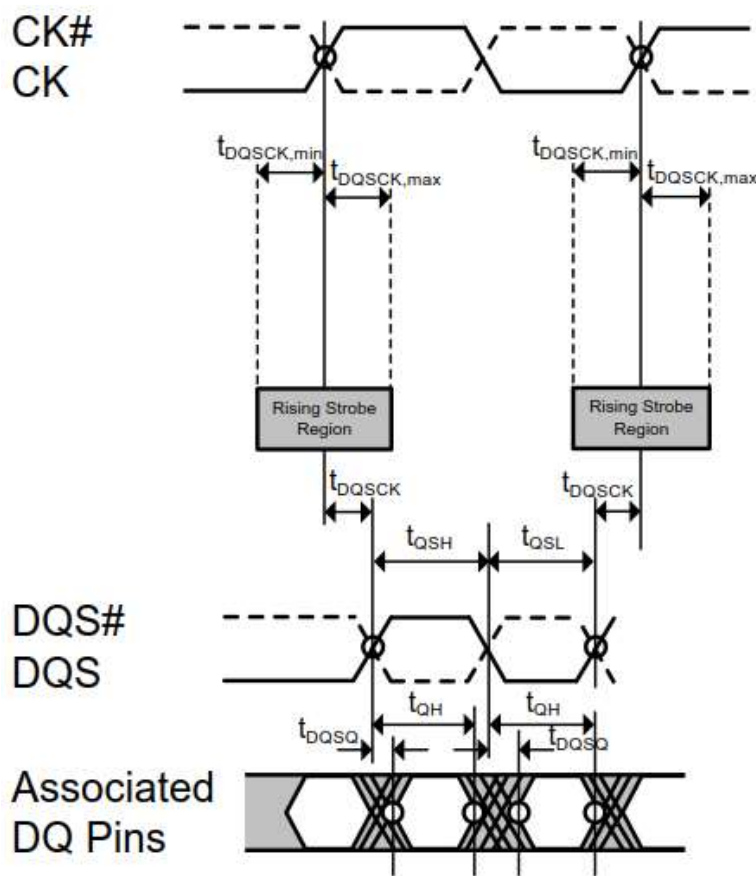 CK#
CK
tDQSCK,min
tDQSCK,max
tDQSCK,min
tDQSCK,max
Rising Strobe
Region
Rising Strobe
Region
tDQSCK
tDQSCK
tQSH
tQSL
DQS#
DQS
tQH
tQH
tDQSQ
tDQSQ
Associated
DQ Pins